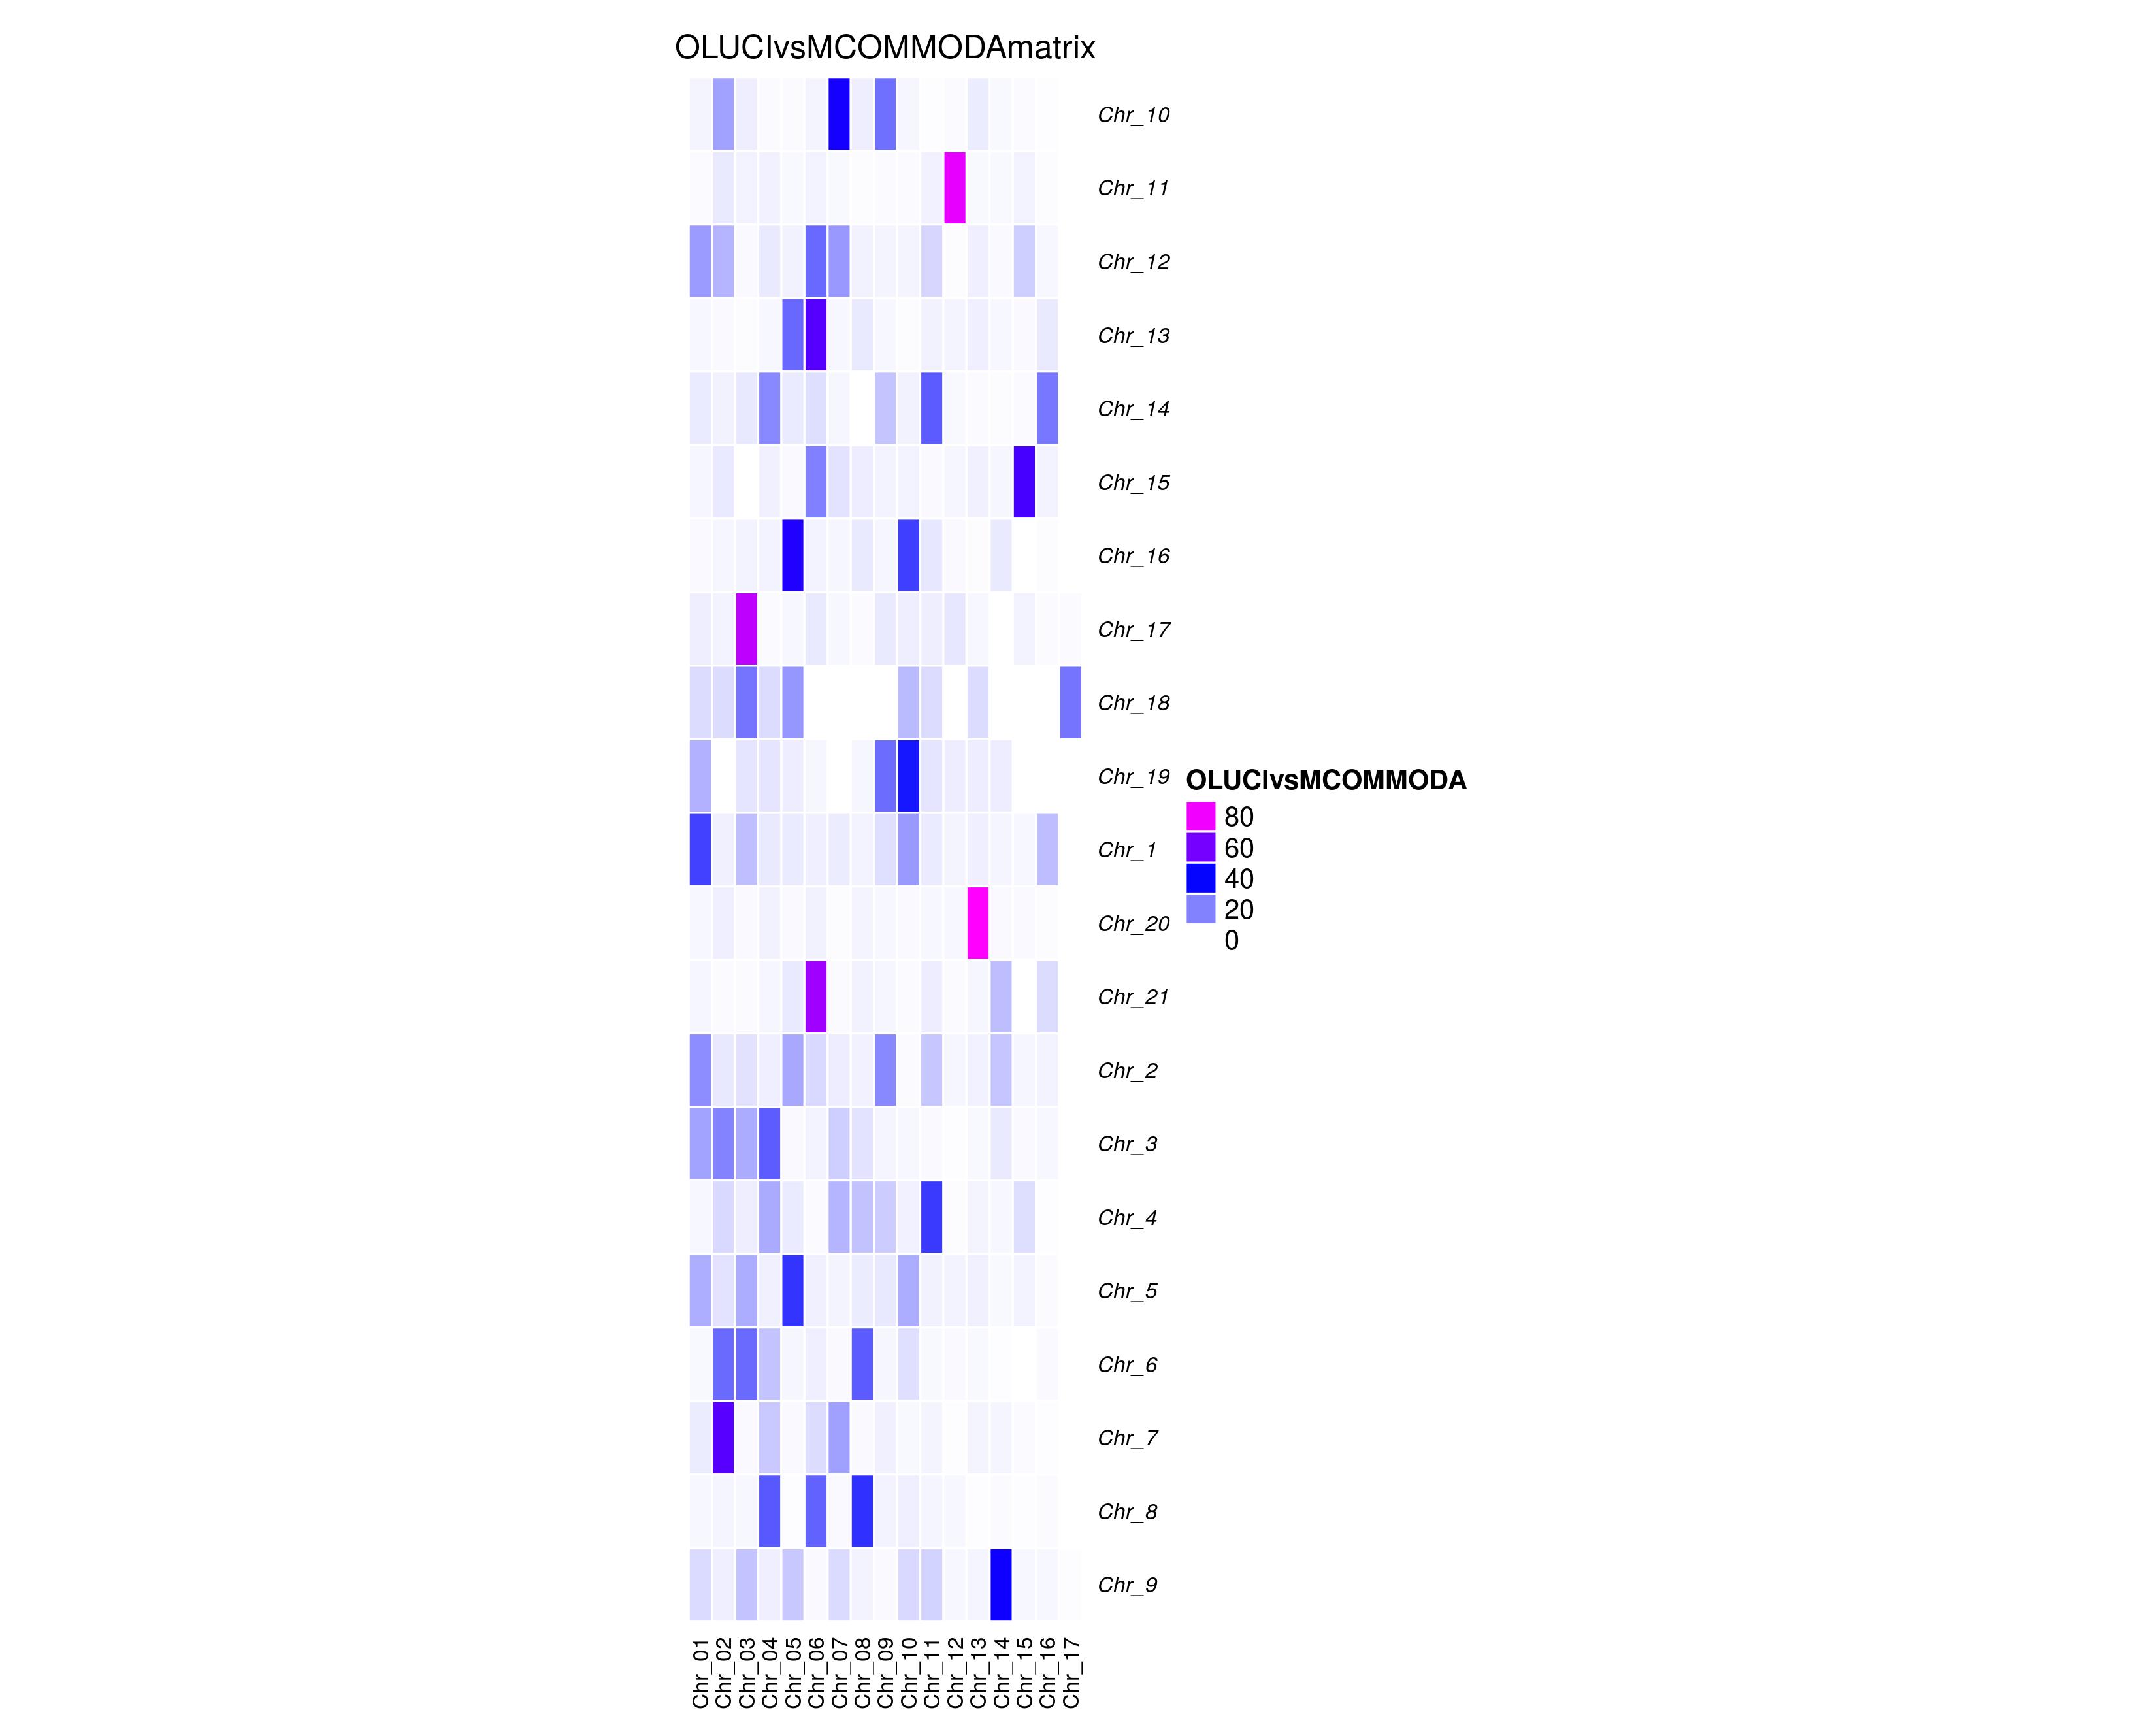 OLUCIvsMCOMMODAmatrix
Chr_10
Chr_11
Chr_12
Chr_13
Chr_14
Chr_15
Chr_16
Chr_17
Chr_18
Chr_19
Chr_1
Chr_20
Chr_21
Chr_2
Chr_3
Chr_4
Chr_5
Chr_6
Chr_7
Chr_8
Chr_9
OLUCIvsMCOMMODA
80
60
40
20
0
Chr_01
Chr_02
Chr_03
Chr_04
Chr_05
Chr_06
Chr_07
Chr_08
Chr_09
Chr_10
Chr_11
Chr_12
Chr_13
Chr_14
Chr_15
Chr_16
Chr_17